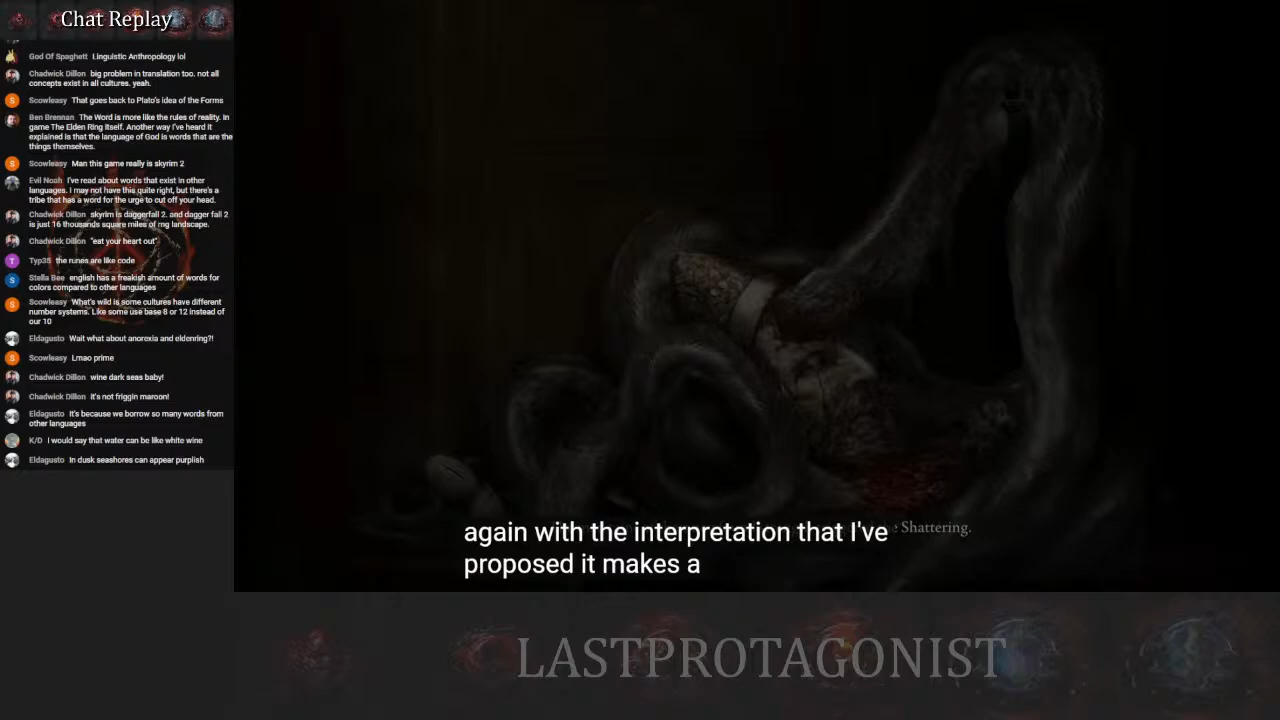 Chat Replay
God Of Spaghett Linguistic Anthropology lol
Chadwick Dillon big problem in translation too. not all
concepts exist in all cultures. yeah.
Scowleasy That goes back to Plato's idea of the Forms
Ben Brennan The Word is more like the rules of reality. In
game The Elden Ring itself. Another way I've heard it
explained is that the language of God is words that are the
things themselves.
Scowleasy Man this game really is skyrim 2
Evil Noah I've read about words that exist in other
languages. I may not have this quite right, but there's a
tribe that has a word for the urge to cut off your head.
Chadwick Dillon skyrim is daggerfall 2. and dagger fall 2
is just 16 thousands square miles of rng landscape.
Chadwick Dillon "eat your heart out"
Typ35 the runes are like code
Stella Bee english has a freakish amount of words for
colors compared to other languages
Scowleasy What's wild is some cultures have different
number systems. Like some use base 8 or 12 instead of
our 10
Eldagusto Wait what about anorexia and eldenring?!
Scowleasy Lmao prime
Chadwick Dillon wine dark seas baby!
Chadwick Dillon it's not friggin maroon!
Eldagusto It's because we borrow so many words from
other languages
K/D I would say that water can be like white wine
Eldagusto In dusk seashores can appear purplish
Shattering.
again with the interpretation that I've
proposed it makes a
LASTPROTAGONIST